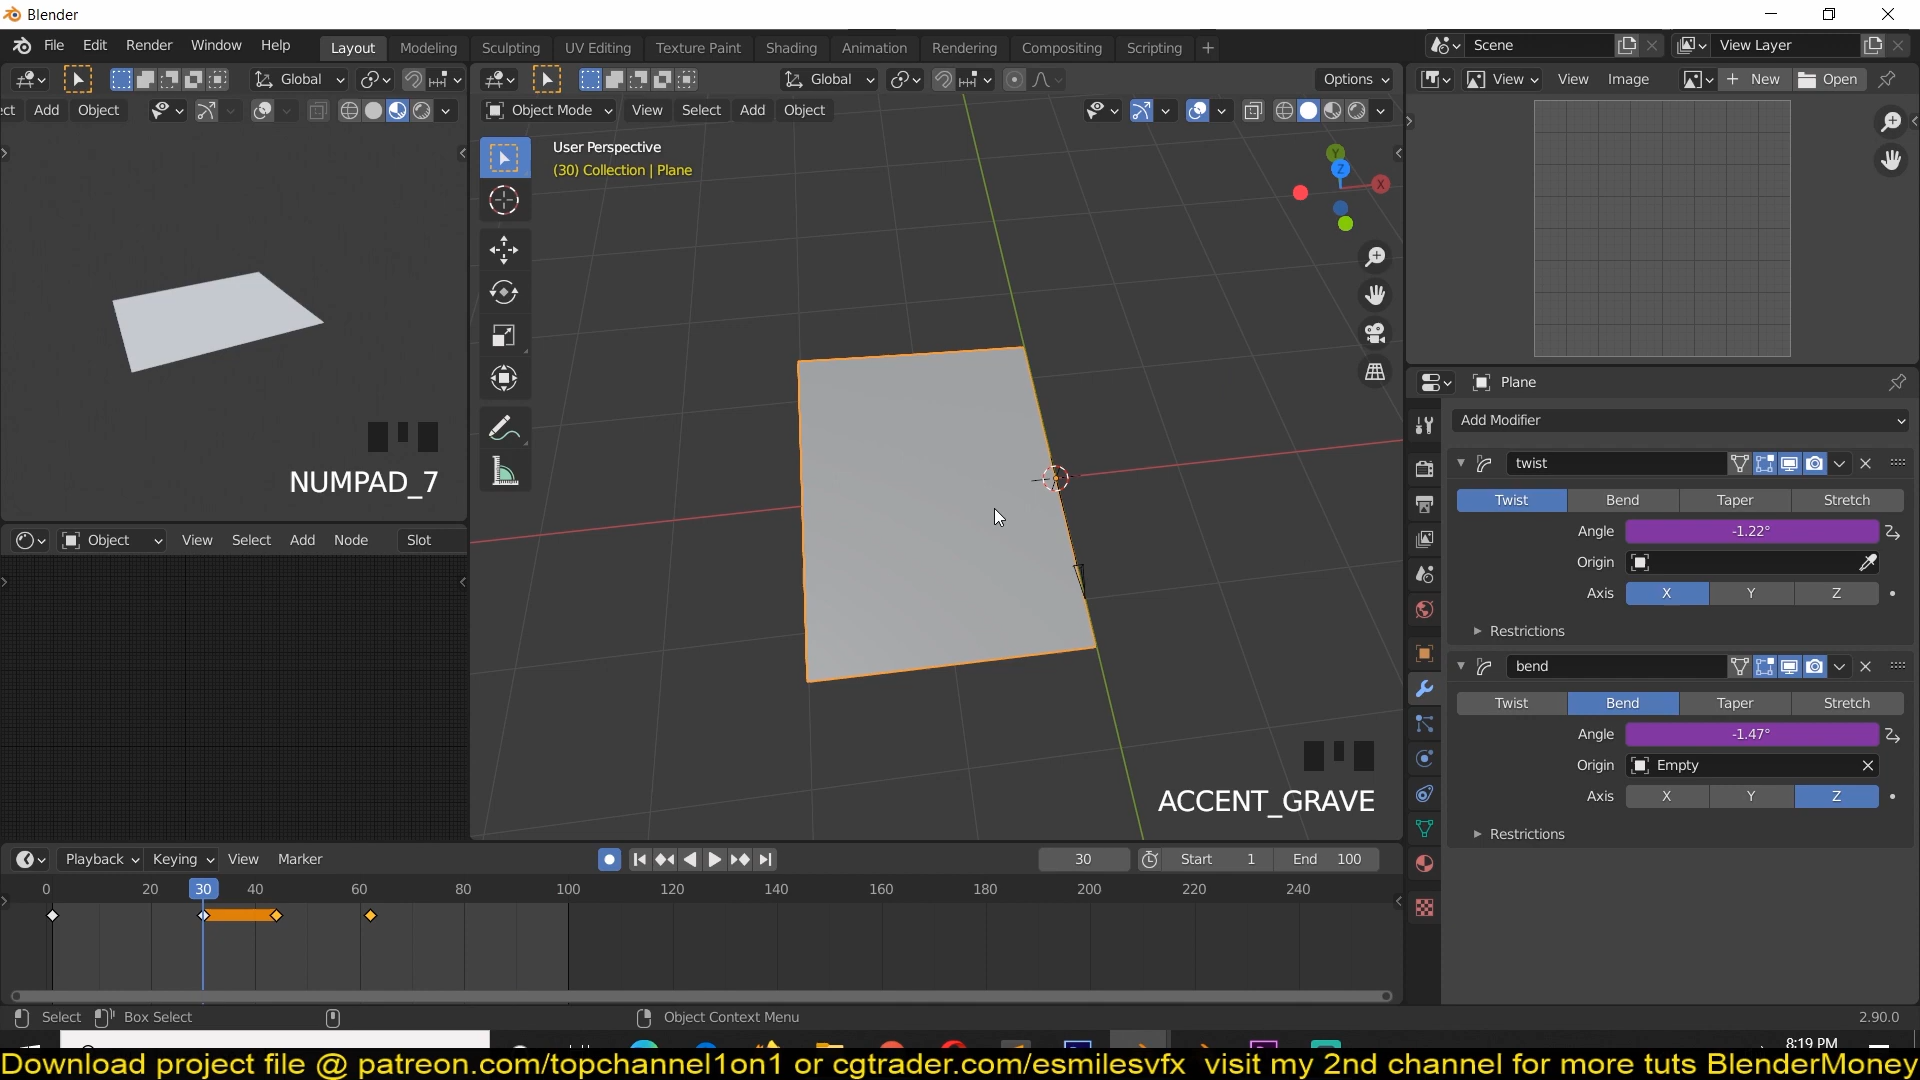 Blender
File Edit Render Window Help
Layout Modeling Sculpting UV Editing Texture Paint Shading Animation Rendering Compositing Scripting +
Scene
View Layer
Global
Global
Options
View View Image
New Open
ect Add Object
Object Mode View Select Add Object
User Perspective
(30) Collection | Plane
Y
Z
X
NUMPAD_7
ACCENT_GRAVE
Plane
Add Modifier
twist
Twist Bend Taper Stretch
Angle -1.22°
Origin
Axis X Y Z
Restrictions
bend
Twist Bend Taper Stretch
Angle -1.47°
Origin Empty
Axis X Y Z
Restrictions
Object View Select Add Node Slot
Playback Keying View Marker
30 Start 1 End 100
0 20 30 40 60 80 100 120 140 160 180 200 220 240
Select Box Select Object Context Menu 2.90.0
8:19 PM
Download project file @ patreon.com/topchannel1on1 or cgtrader.com/esmilesvfx visit my 2nd channel for more tuts BlenderMoney